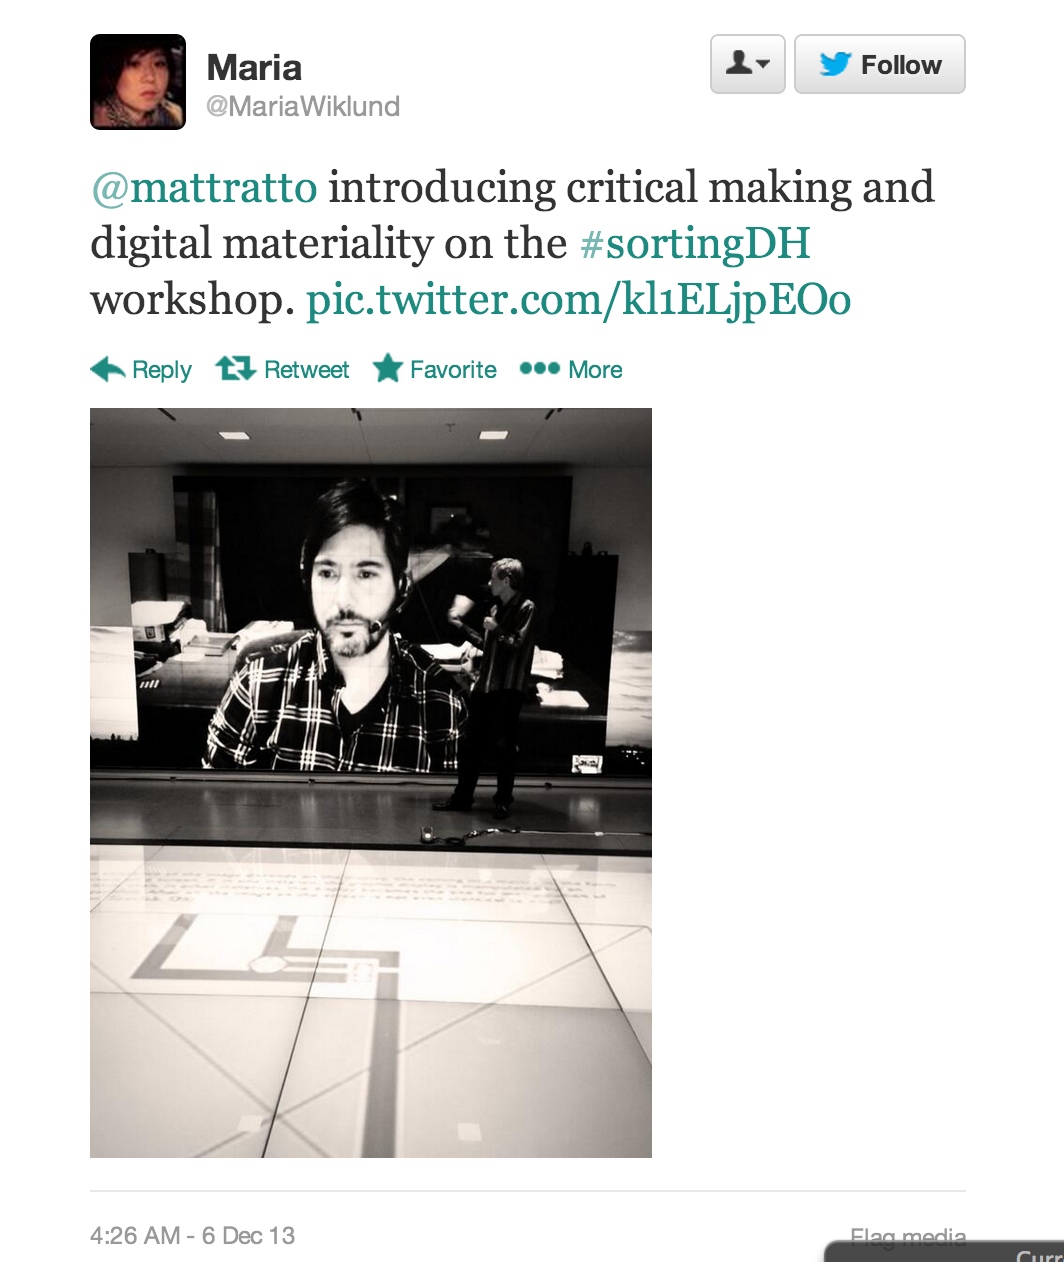 Maria
@MariaWiklund
Follow
@mattratto introducing critical making and
digital materiality on the #sortingDH
workshop. pic.twitter.com/kl1ELjpEOo
Reply Retweet Favorite More
4:26 AM - 6 Dec 13
Flag media